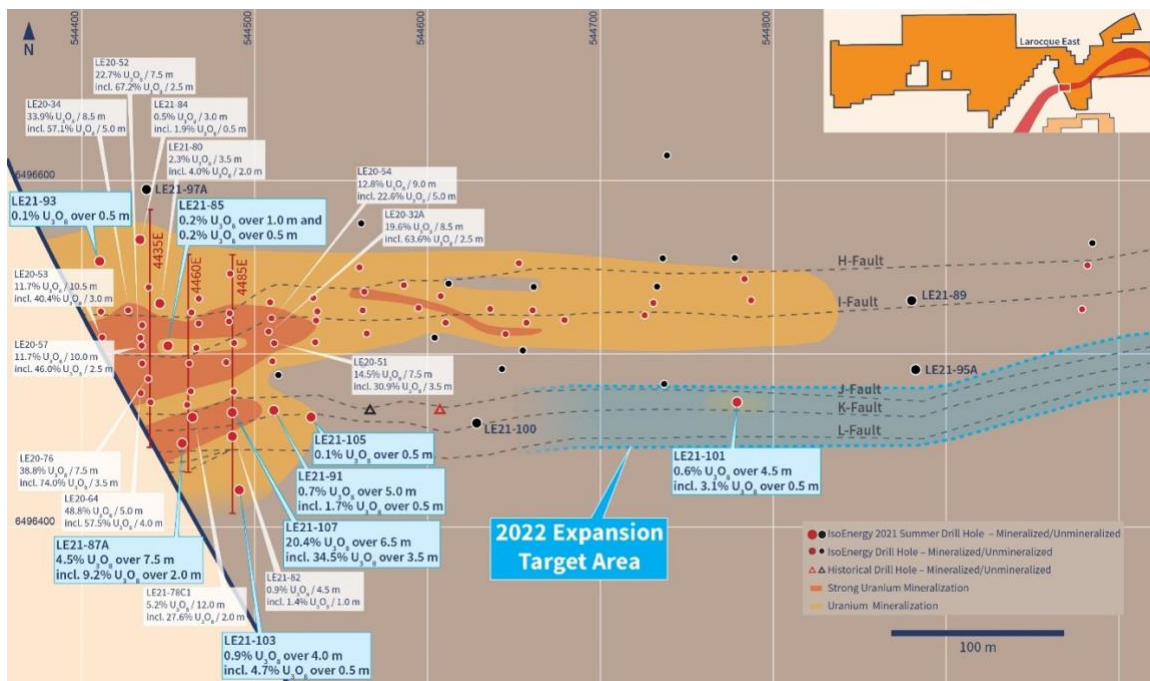 544400
544500
544600
544700
544800
N
Larocque East
LE20-52
22.7% U₃O₈ / 7.5 m
incl. 67.2% U₃O₈ / 2.5 m
LE20-34
33.9% U₃O₈ / 8.5 m
incl. 57.1% U₃O₈ / 5.0 m
LE21-84
0.5% U₃O₈ / 3.0 m
incl. 1.9% U₃O₈ / 0.5 m
LE21-80
2.3% U₃O₈ / 3.5 m
incl. 4.0% U₃O₈ / 2.0 m
LE20-54
12.8% U₃O₈ / 9.0 m
incl. 22.6% U₃O₈ / 5.0 m
6496600
LE21-97A
LE21-93
0.1% U₃O₈ over 0.5 m
LE21-85
0.2% U₃O₈ over 1.0 m and
0.2% U₃O₈ over 0.5 m
LE20-32A
19.6% U₃O₈ / 8.5 m
incl. 63.6% U₃O₈ / 2.5 m
4435E
4460E
4485E
H-Fault
LE20-53
11.7% U₃O₈ / 10.5 m
incl. 40.4% U₃O₈ / 3.0 m
I-Fault
LE21-89
LE20-57
11.7% U₃O₈ / 10.0 m
incl. 46.0% U₃O₈ / 2.5 m
LE20-51
14.5% U₃O₈ / 7.5 m
incl. 30.9% U₃O₈ / 3.5 m
LE21-95A
J-Fault
K-Fault
L-Fault
LE21-100
LE21-105
0.1% U₃O₈ over 0.5 m
LE21-101
0.6% U₃O₈ over 4.5 m
incl. 3.1% U₃O₈ over 0.5 m
LE20-76
38.8% U₃O₈ / 7.5 m
incl. 74.0% U₃O₈ / 3.5 m
LE21-91
0.7% U₃O₈ over 5.0 m
incl. 1.7% U₃O₈ over 0.5 m
LE20-64
48.8% U₃O₈ / 5.0 m
incl. 57.5% U₃O₈ / 4.0 m
6496400
LE21-107
20.4% U₃O₈ over 6.5 m
incl. 34.5% U₃O₈ over 3.5 m
2022 Expansion
Target Area
LE21-87A
4.5% U₃O₈ over 7.5 m
incl. 9.2% U₃O₈ over 2.0 m
LE21-82
0.9% U₃O₈ / 4.5 m
incl. 1.4% U₃O₈ / 1.0 m
LE21-78C1
5.2% U₃O₈ / 12.0 m
incl. 27.6% U₃O₈ / 2.0 m
LE21-103
0.9% U₃O₈ over 4.0 m
incl. 4.7% U₃O₈ over 0.5 m
IsoEnergy 2021 Summer Drill Hole – Mineralized/Unmineralized
IsoEnergy Drill Hole – Mineralized/Unmineralized
Historical Drill Hole – Mineralized/Unmineralized
Strong Uranium Mineralization
Uranium Mineralization
100 m